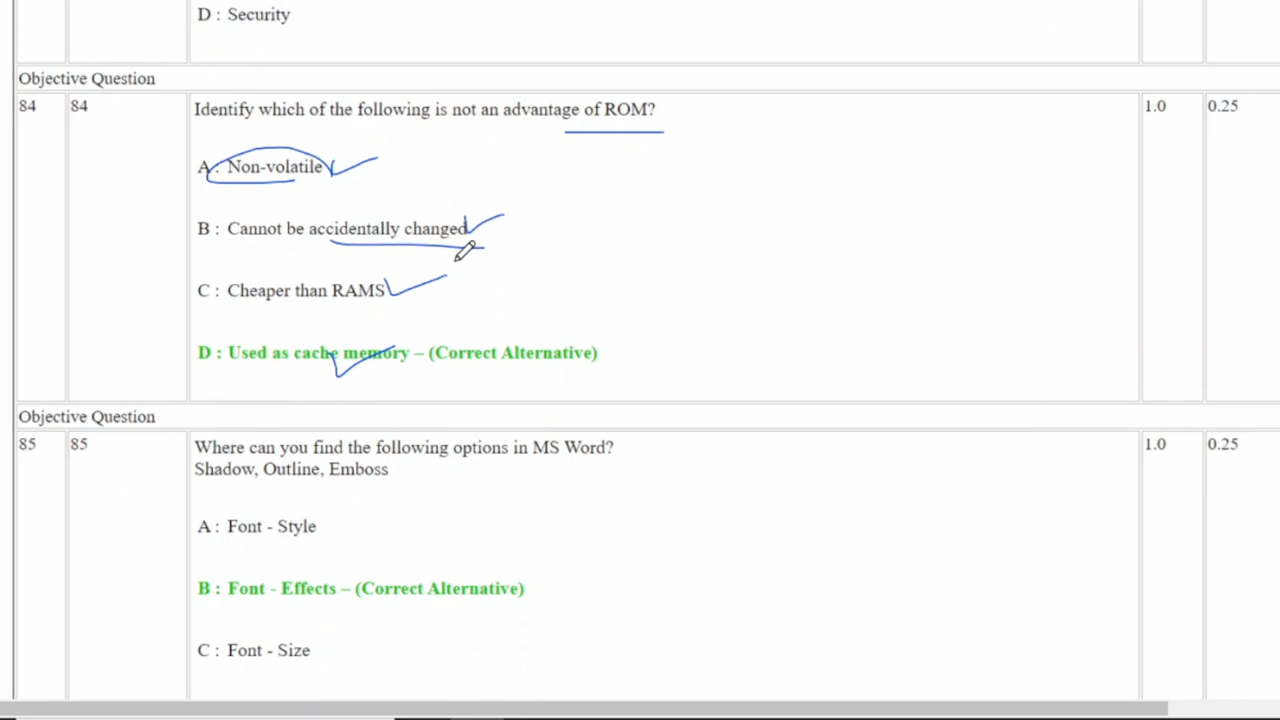 D : Security
Objective Question
84 84 Identify which of the following is not an advantage of ROM? 1.0 0.25
A : Non-volatile
B : Cannot be accidentally changed
C : Cheaper than RAMS
D : Used as cache memory – (Correct Alternative)
Objective Question
85 85 Where can you find the following options in MS Word? 1.0 0.25
Shadow, Outline, Emboss
A : Font - Style
B : Font - Effects – (Correct Alternative)
C : Font - Size